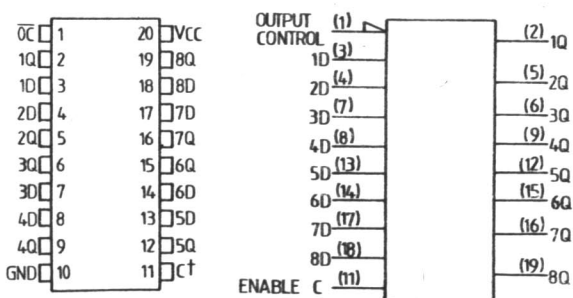 OC 1 20 VCC
1Q 2 19 8Q
1D 3 18 8D
2D 4 17 7D
2Q 5 16 7Q
3Q 6 15 6Q
3D 7 14 6D
4D 8 13 5D
4Q 9 12 5Q
GND 10 11 C†
OUTPUT (1)
CONTROL
1D (3)
2D (4)
3D (7)
4D (8)
5D (13)
6D (14)
7D (17)
8D (18)
ENABLE C (11)
(2) 1Q
(5) 2Q
(6) 3Q
(9) 4Q
(12) 5Q
(15) 6Q
(16) 7Q
(19) 8Q